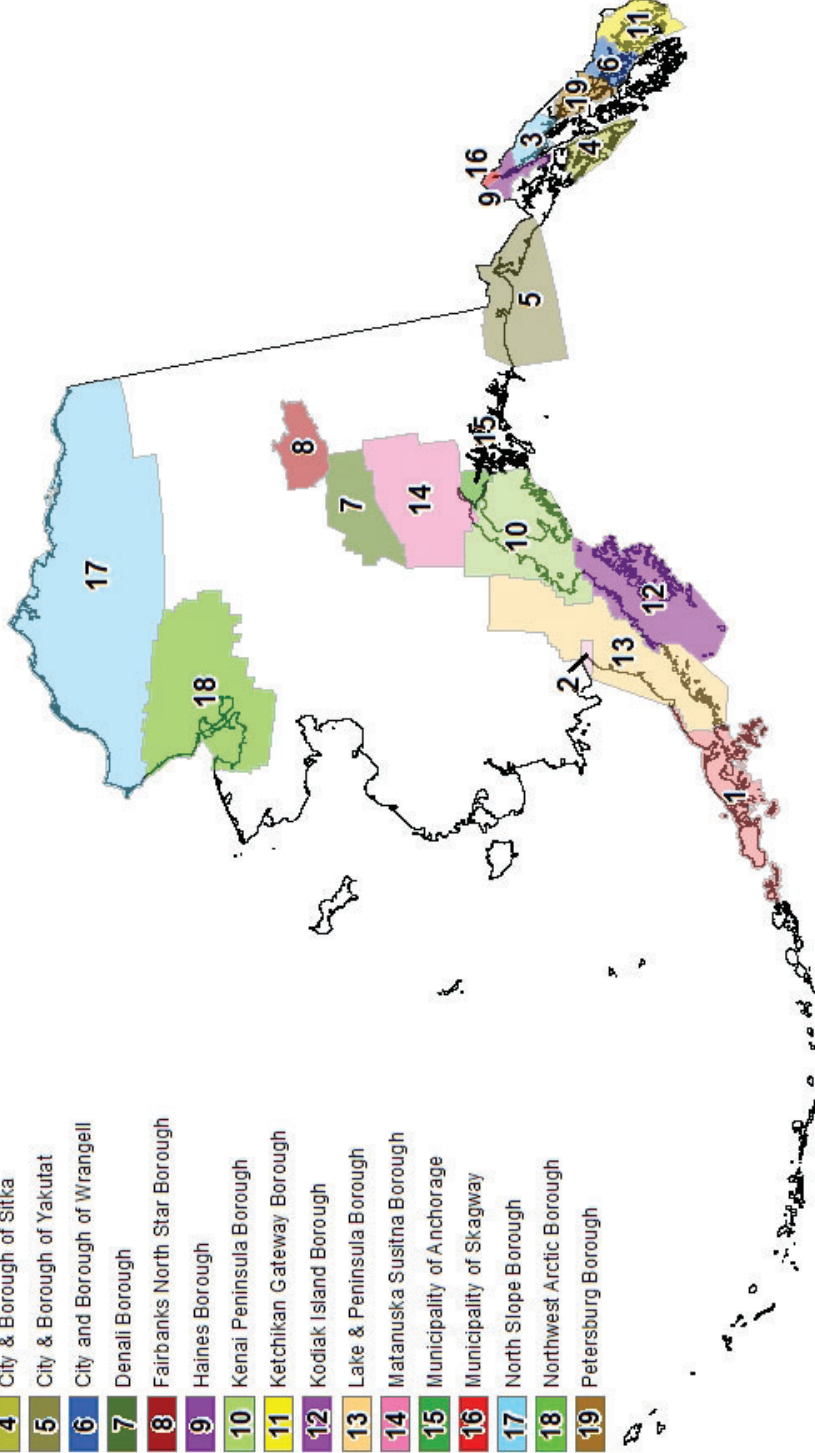 4 City & Borough of Sitka
5 City & Borough of Yakutat
6 City and Borough of Wrangell
7 Denali Borough
8 Fairbanks North Star Borough
9 Haines Borough
10 Kenai Peninsula Borough
11 Ketchikan Gateway Borough
12 Kodiak Island Borough
13 Lake & Peninsula Borough
14 Matanuska Susitna Borough
15 Municipality of Anchorage
16 Municipality of Skagway
17 North Slope Borough
18 Northwest Arctic Borough
19 Petersburg Borough
17
18
8
7
14
15
10
5
16
9
3
19
6
11
4
2
13
12
1